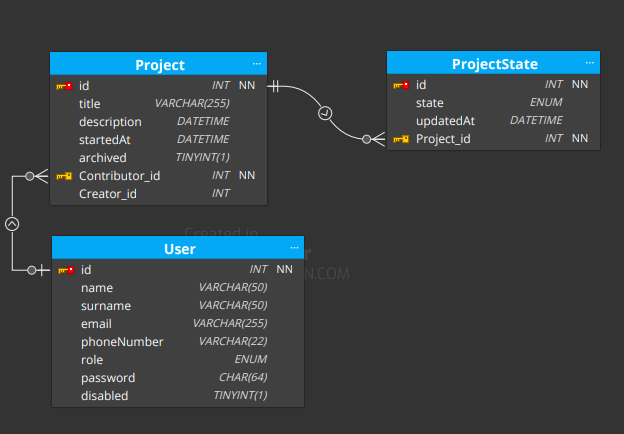 Project ...
id INT NN
title VARCHAR(255)
description DATETIME
startedAt DATETIME
archived TINYINT(1)
Contributor_id INT NN
Creator_id INT
ProjectState ...
id INT NN
state ENUM
updatedAt DATETIME
Project_id INT NN
Created in
User ...
id INT NN
name VARCHAR(50)
surname VARCHAR(50)
email VARCHAR(255)
phoneNumber VARCHAR(22)
role ENUM
password CHAR(64)
disabled TINYINT(1)